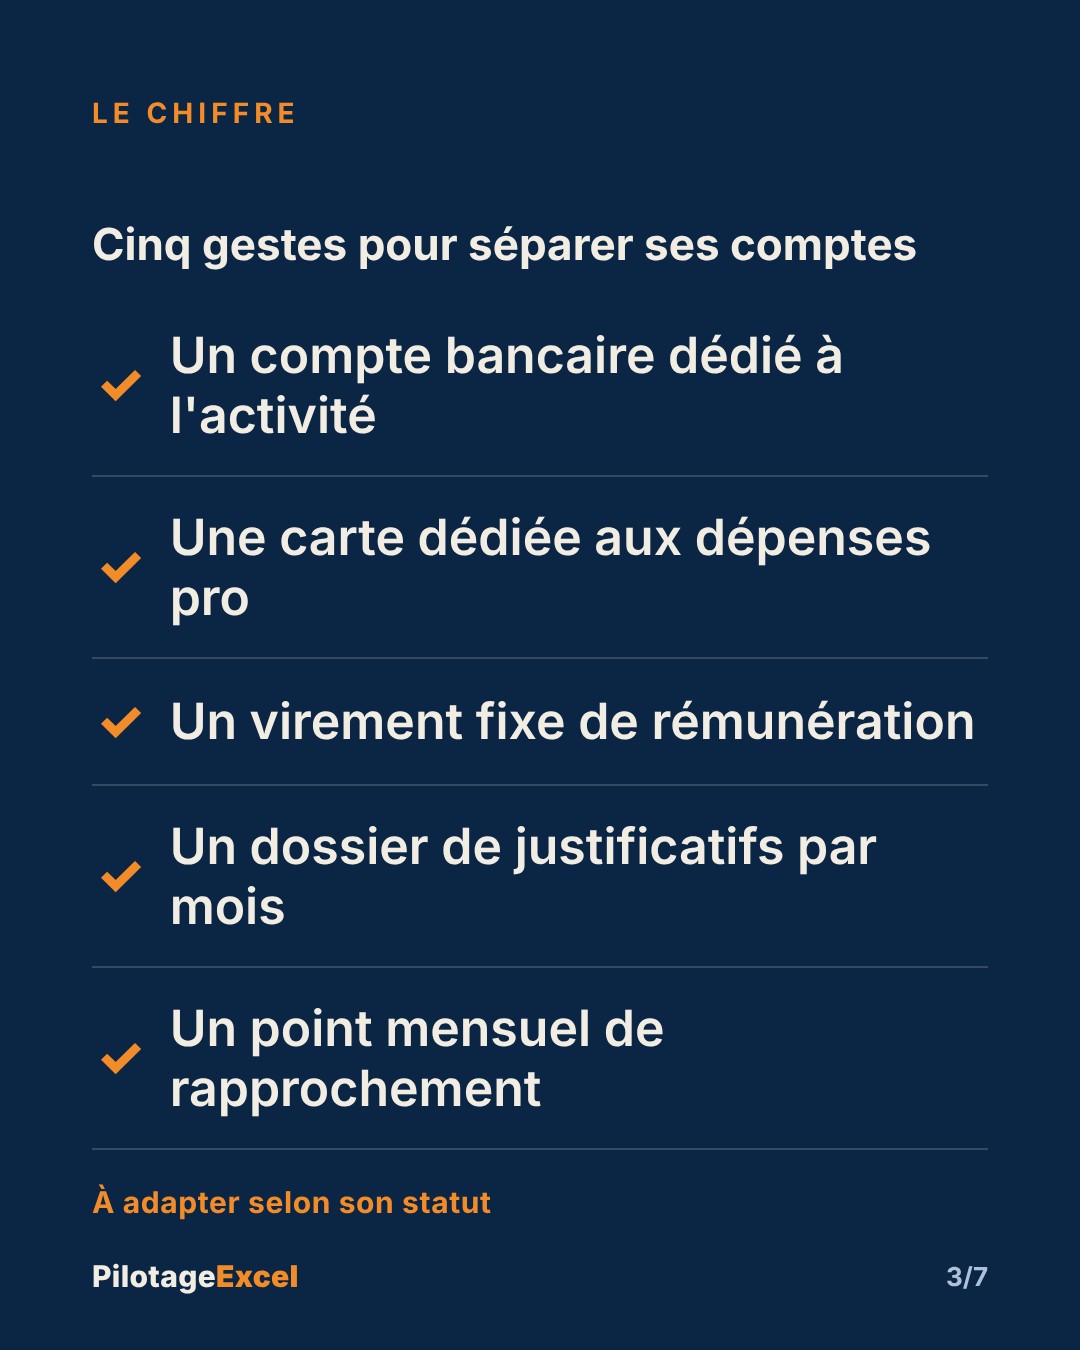 LE CHIFFRE
Cinq gestes pour séparer ses comptes
Un compte bancaire dédié à
l'activité
Une carte dédiée aux dépenses
pro
Un virement fixe de rémunération
Un dossier de justificatifs par
mois
Un point mensuel de
rapprochement
À adapter selon son statut
PilotageExcel
3/7